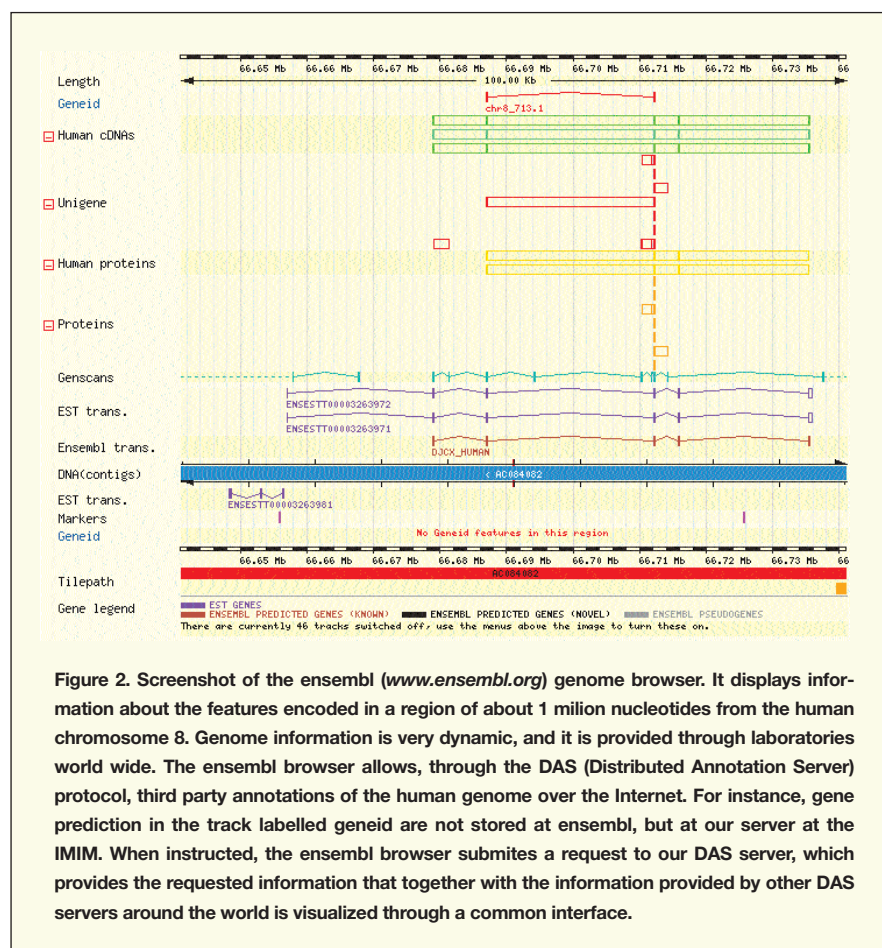 66.65 Mb 66.66 Mb 66.67 Mb 66.68 Mb 66.69 Mb 66.70 Mb 66.71 Mb 66.72 Mb 66.73 Mb 66
Length 100.00 Kb
Geneid
chr8_713.1
Human cDNAs
Unigene
Human proteins
Proteins
Genscans
ENSESTT00003263972
EST trans.
ENSESTT00003263971
Ensembl trans.
DJCX_HUMAN
DNA(contigs) < AC084082
EST trans.
ENSESTT00003263981
Markers
Geneid No Geneid features in this region
66.65 Mb 66.66 Mb 66.67 Mb 66.68 Mb 66.69 Mb 66.70 Mb 66.71 Mb 66.72 Mb 66.73 Mb 66
Tilepath AC084082
Gene legend EST GENES
ENSEMBL PREDICTED GENES (KNOWN) ENSEMBL PREDICTED GENES (NOVEL) ENSEMBL PSEUDOGENES
There are currently 46 tracks switched off, use the menus above the image to turn these on.
Figure 2. Screenshot of the ensembl (www.ensembl.org) genome browser. It displays infor-
mation about the features encoded in a region of about 1 milion nucleotides from the human
chromosome 8. Genome information is very dynamic, and it is provided through laboratories
world wide. The ensembl browser allows, through the DAS (Distributed Annotation Server)
protocol, third party annotations of the human genome over the Internet. For instance, gene
prediction in the track labelled geneid are not stored at ensembl, but at our server at the
IMIM. When instructed, the ensembl browser submites a request to our DAS server, which
provides the requested information that together with the information provided by other DAS
servers around the world is visualized through a common interface.